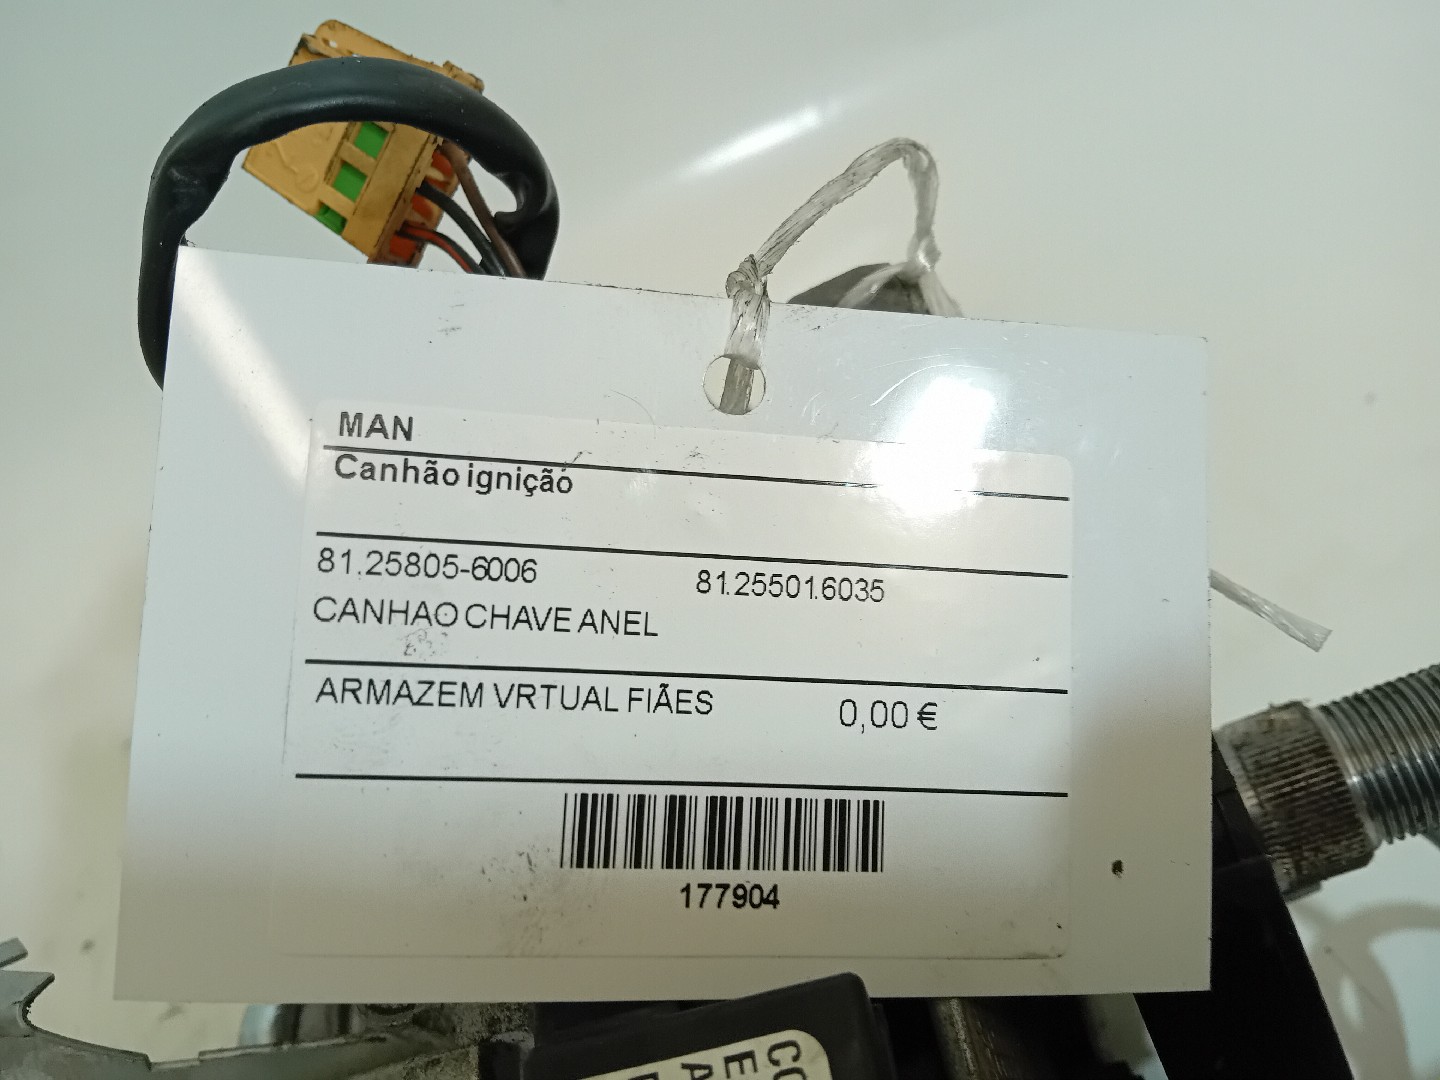 MAN
Canhão ignição
81.25805-6006 81.25501.6035
CANHAO CHAVE ANEL
ARMAZEM VRTUAL FIÃES 0,00 €
177904